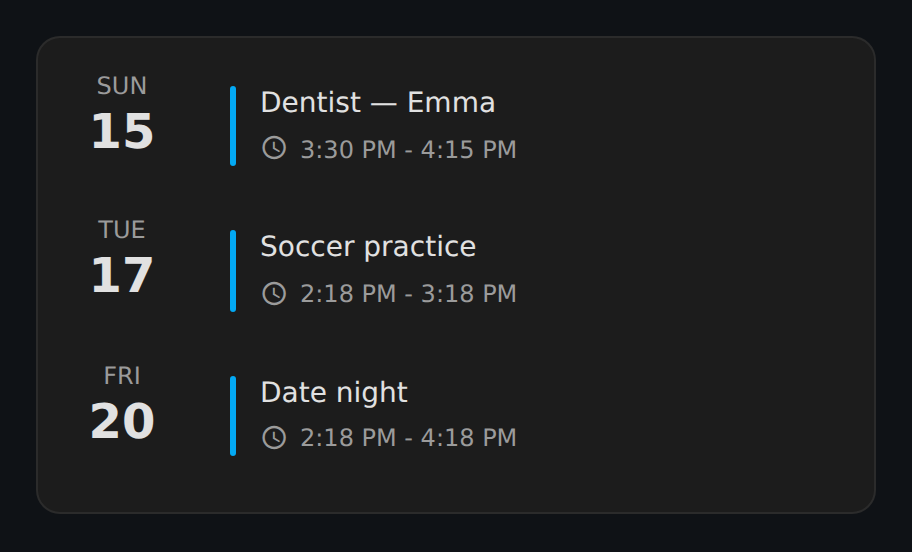 SUN
15
Dentist — Emma
3:30 PM - 4:15 PM
TUE
17
Soccer practice
2:18 PM - 3:18 PM
FRI
20
Date night
2:18 PM - 4:18 PM